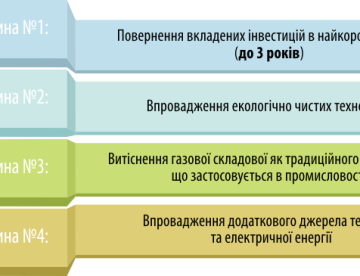 ина №1:
Повернення вкладених інвестицій в найкоро
(до 3 років)
ина №2:
Впровадження екологічно чистих техно
ина №3:
Витіснення газової складової як традиційного
що застосовується в промисловост
ина №4:
Впровадження додаткового джерела те
та електричної енергії